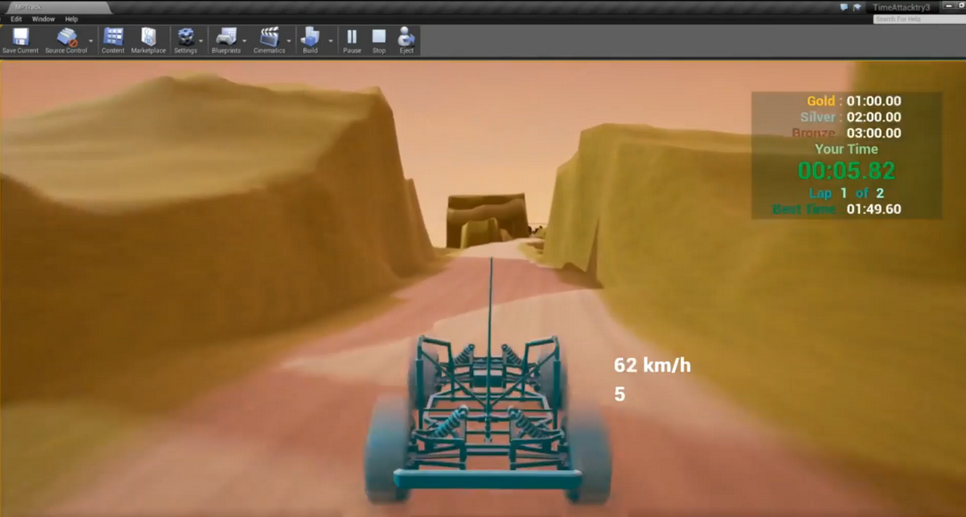 MPTrack
TimeAttacktry3
Edit Window Help
Search For Help
Save Current Source Control Content Marketplace Settings Blueprints Cinematics Build Pause Stop Eject
Gold : 01:00.00
Silver : 02:00.00
Bronze : 03:00.00
Your Time
00:05.82
Lap 1 of 2
Best Time : 01:49.60
62 km/h
5